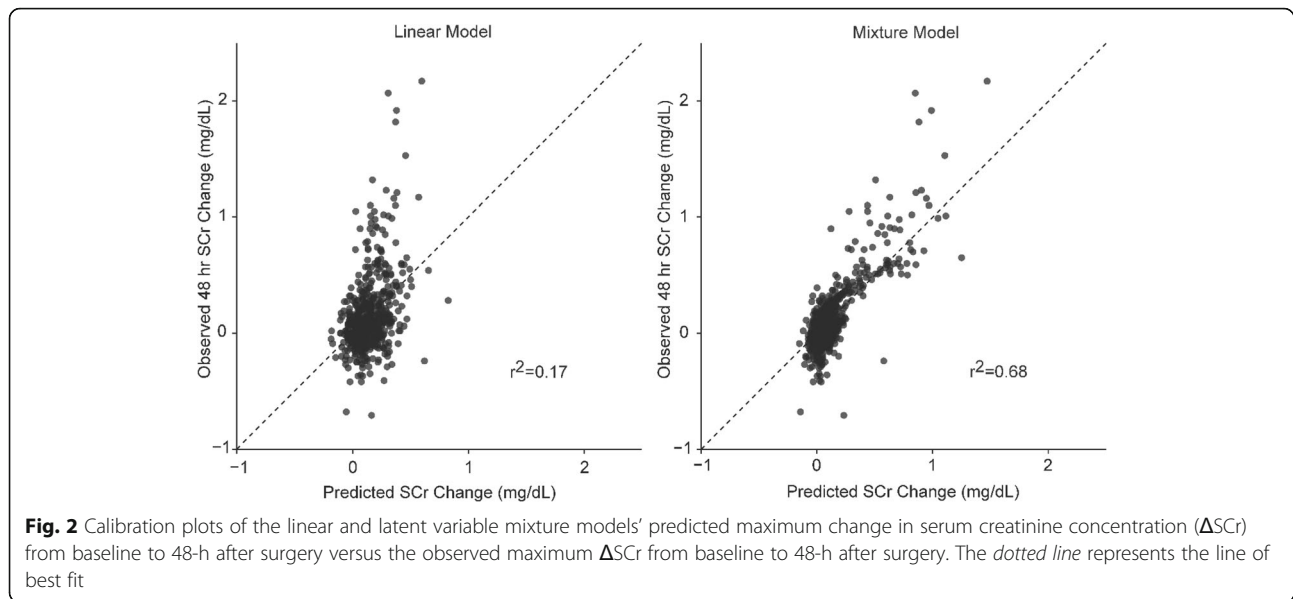 Linear Model
Observed 48 hr SCr Change (mg/dL)
2
1
0
−1
−1
0
1
2
r²=0.17
Predicted SCr Change (mg/dL)
Mixture Model
Observed 48 hr SCr Change (mg/dL)
2
1
0
−1
−1
0
1
2
r²=0.68
Predicted SCr Change (mg/dL)
Fig. 2 Calibration plots of the linear and latent variable mixture models’ predicted maximum change in serum creatinine concentration (ΔSCr)
from baseline to 48-h after surgery versus the observed maximum ΔSCr from baseline to 48-h after surgery. The dotted line represents the line of
best fit